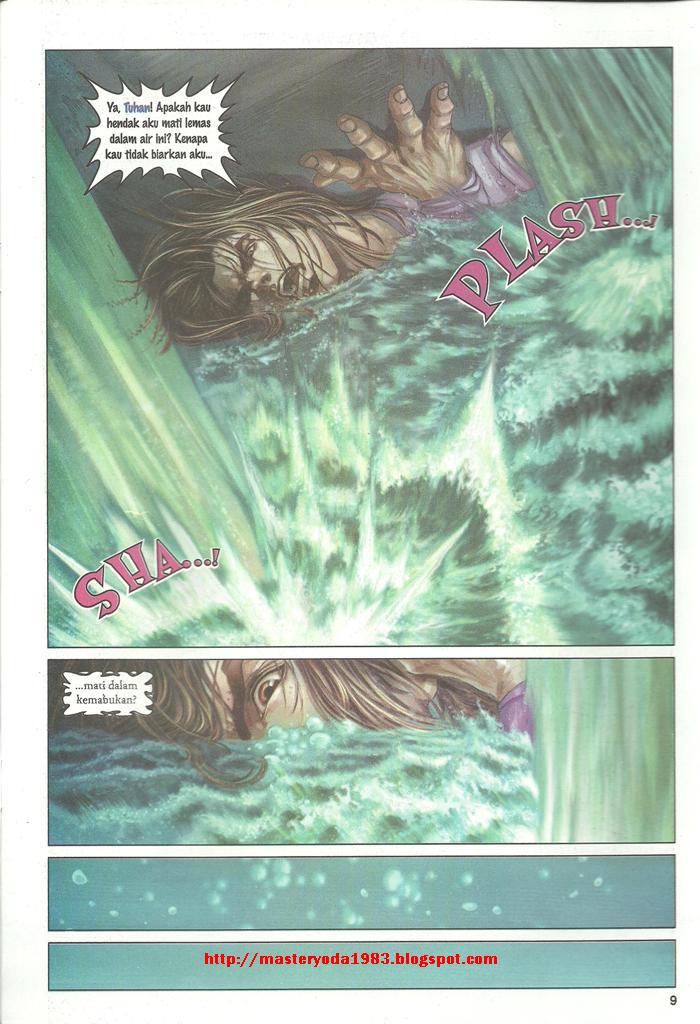 Ya, Tuhan! Apakah kau
hendak aku mati lemas
dalam air ini? Kenapa
kau tidak biarkan aku...
PLASH...!
SHA...!
...mati dalam
kemabukan?
http://masteryoda1983.blogspot.com
9